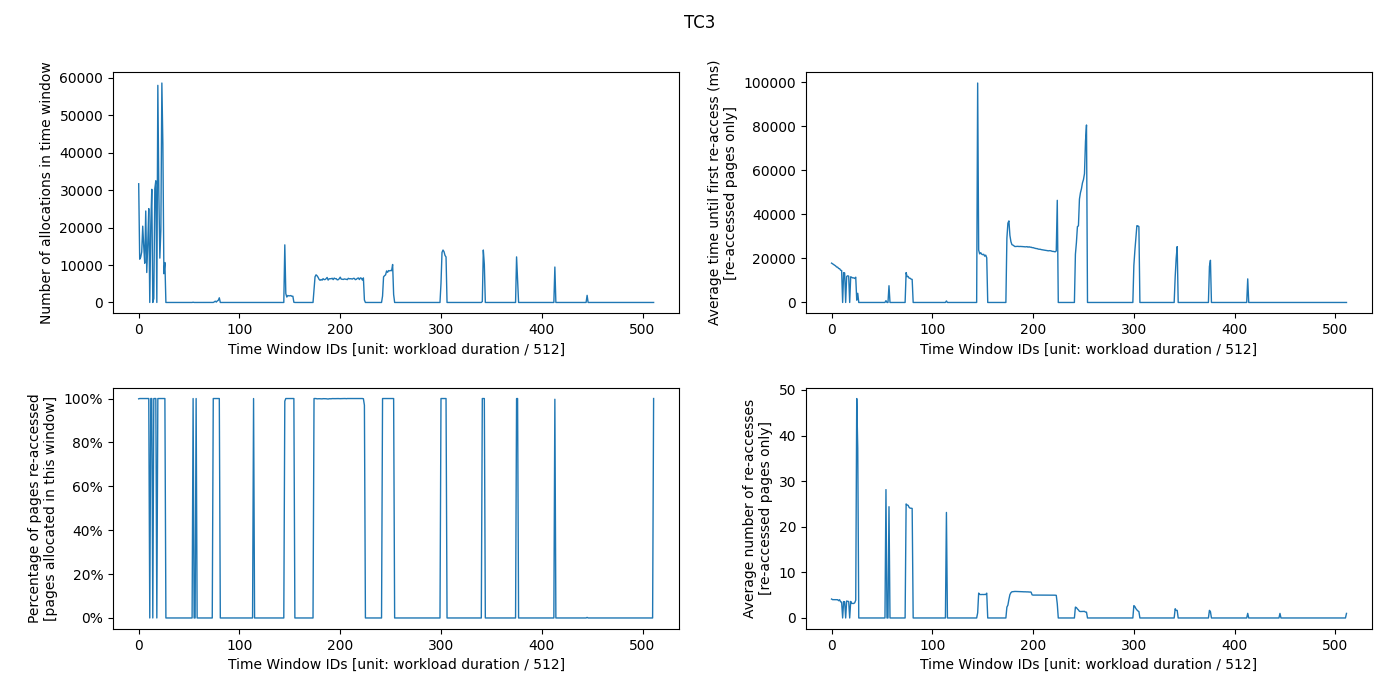 TC3
Number of allocations in time window
60000
50000
40000
30000
20000
10000
0
0 100 200 300 400 500
Time Window IDs [unit: workload duration / 512]
Average time until first re-access (ms)
[re-accessed pages only]
100000
80000
60000
40000
20000
0
0 100 200 300 400 500
Time Window IDs [unit: workload duration / 512]
Percentage of pages re-accessed
[pages allocated in this window]
100%
80%
60%
40%
20%
0%
0 100 200 300 400 500
Time Window IDs [unit: workload duration / 512]
Average number of re-accesses
[re-accessed pages only]
50
40
30
20
10
0
0 100 200 300 400 500
Time Window IDs [unit: workload duration / 512]